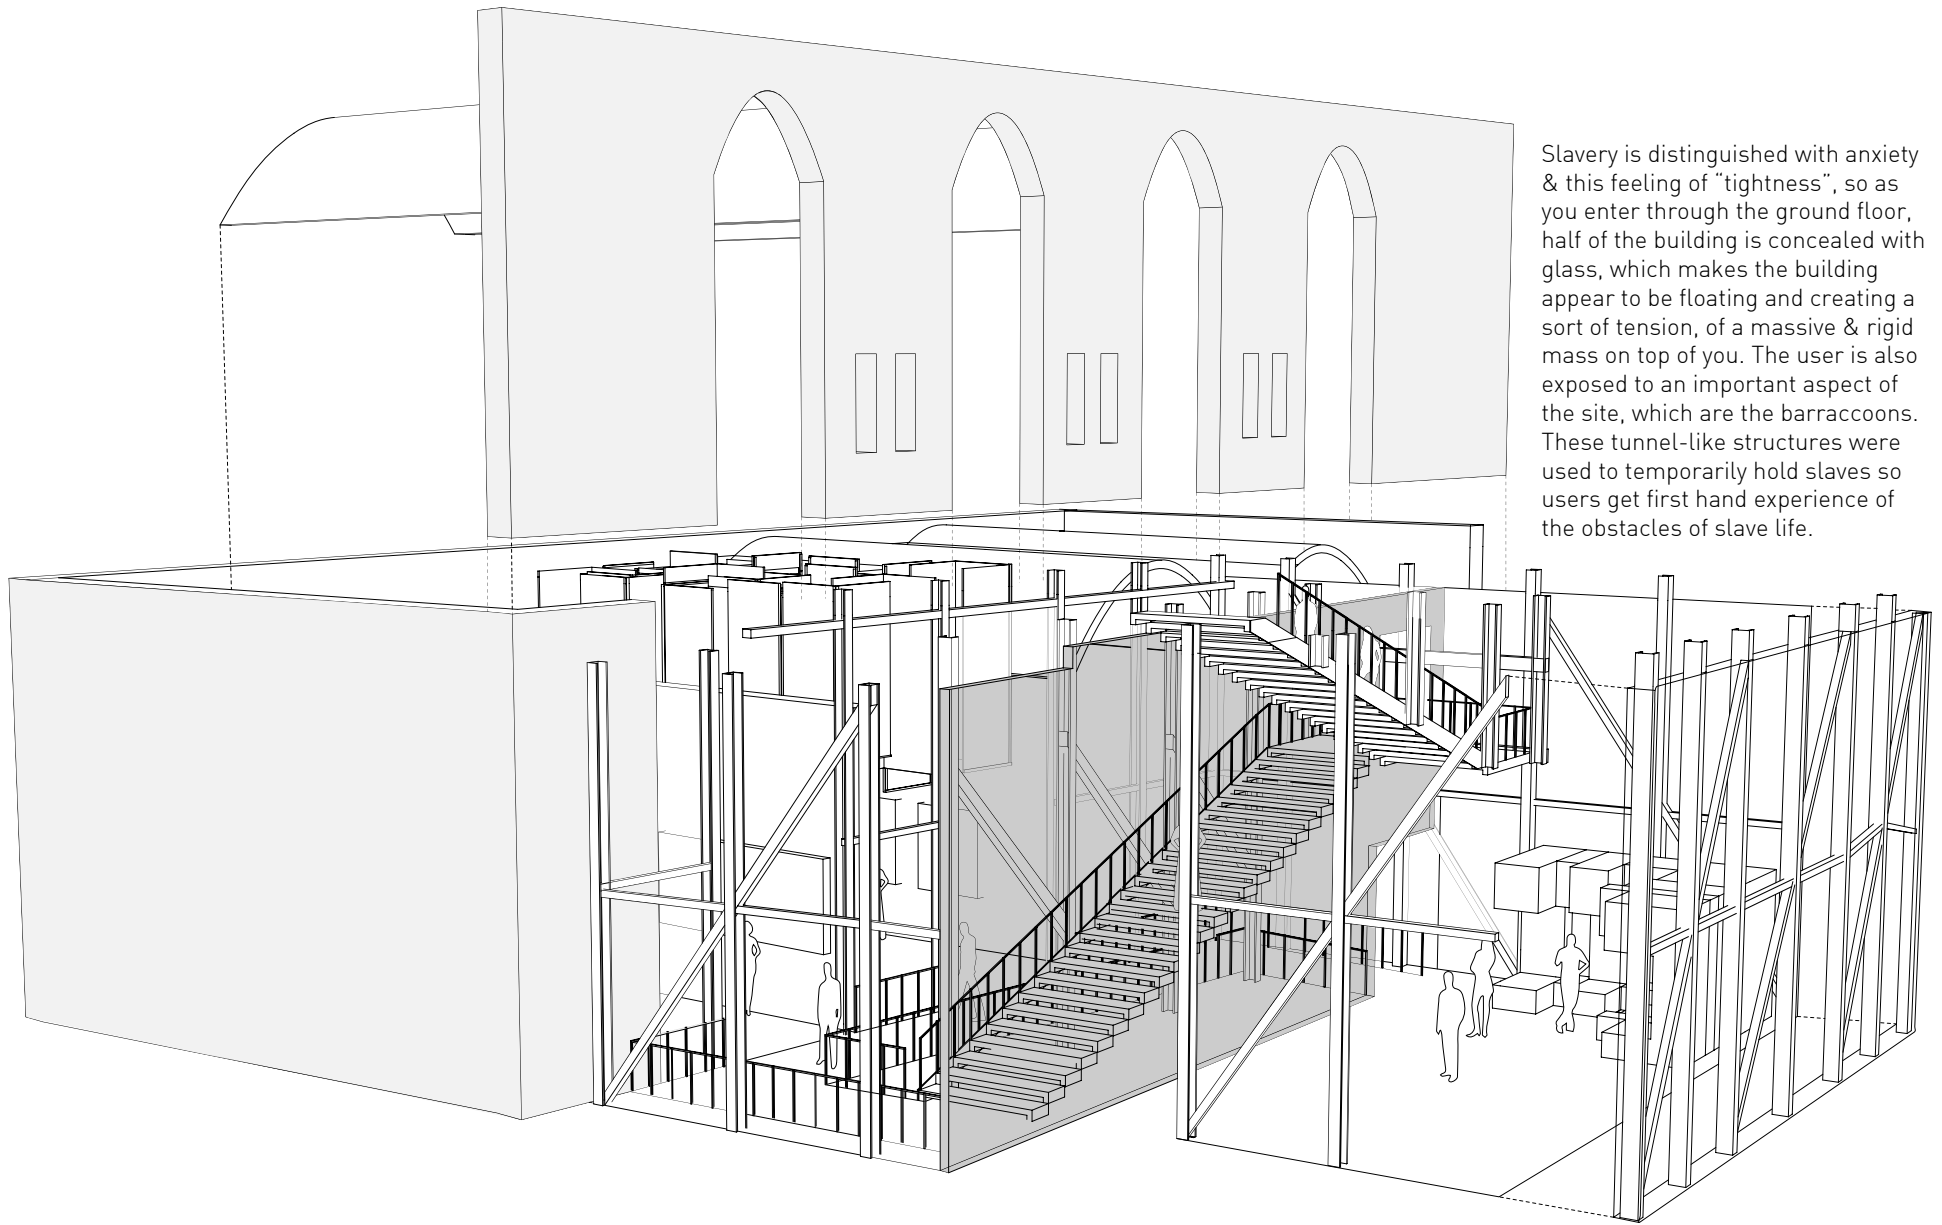 Slavery is distinguished with anxiety
& this feeling of “tightness”, so as
you enter through the ground floor,
half of the building is concealed with
glass, which makes the building
appear to be floating and creating a
sort of tension, of a massive & rigid
mass on top of you. The user is also
exposed to an important aspect of
the site, which are the barraccoons.
These tunnel-like structures were
used to temporarily hold slaves so
users get first hand experience of
the obstacles of slave life.